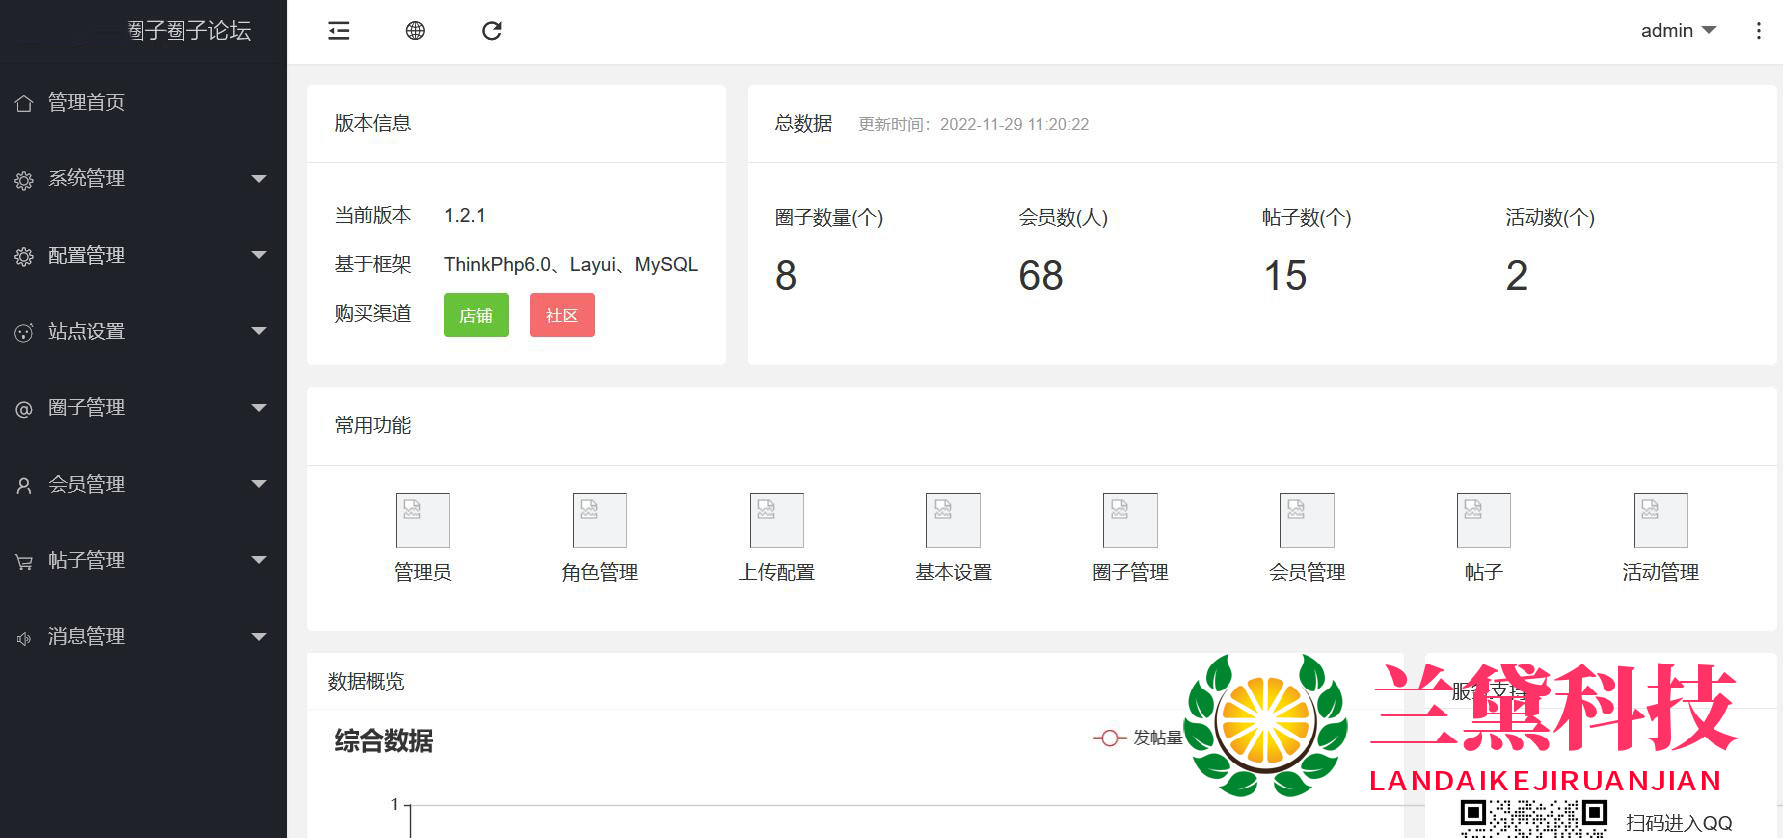 圈子圈子论坛
admin
管理首页
系统管理
配置管理
站点设置
圈子管理
会员管理
帖子管理
消息管理
版本信息
当前版本 1.2.1
基于框架 ThinkPhp6.0、Layui、MySQL
购买渠道 店铺 社区
总数据 更新时间：2022-11-29 11:20:22
圈子数量(个) 会员数(人) 帖子数(个) 活动数(个)
8 68 15 2
常用功能
管理员 角色管理 上传配置 基本设置 圈子管理 会员管理 帖子 活动管理
数据概览
综合数据
发帖量
1
服务支持
兰黛科技
LANDAIKEJIRUANJIAN
扫码进入QQ